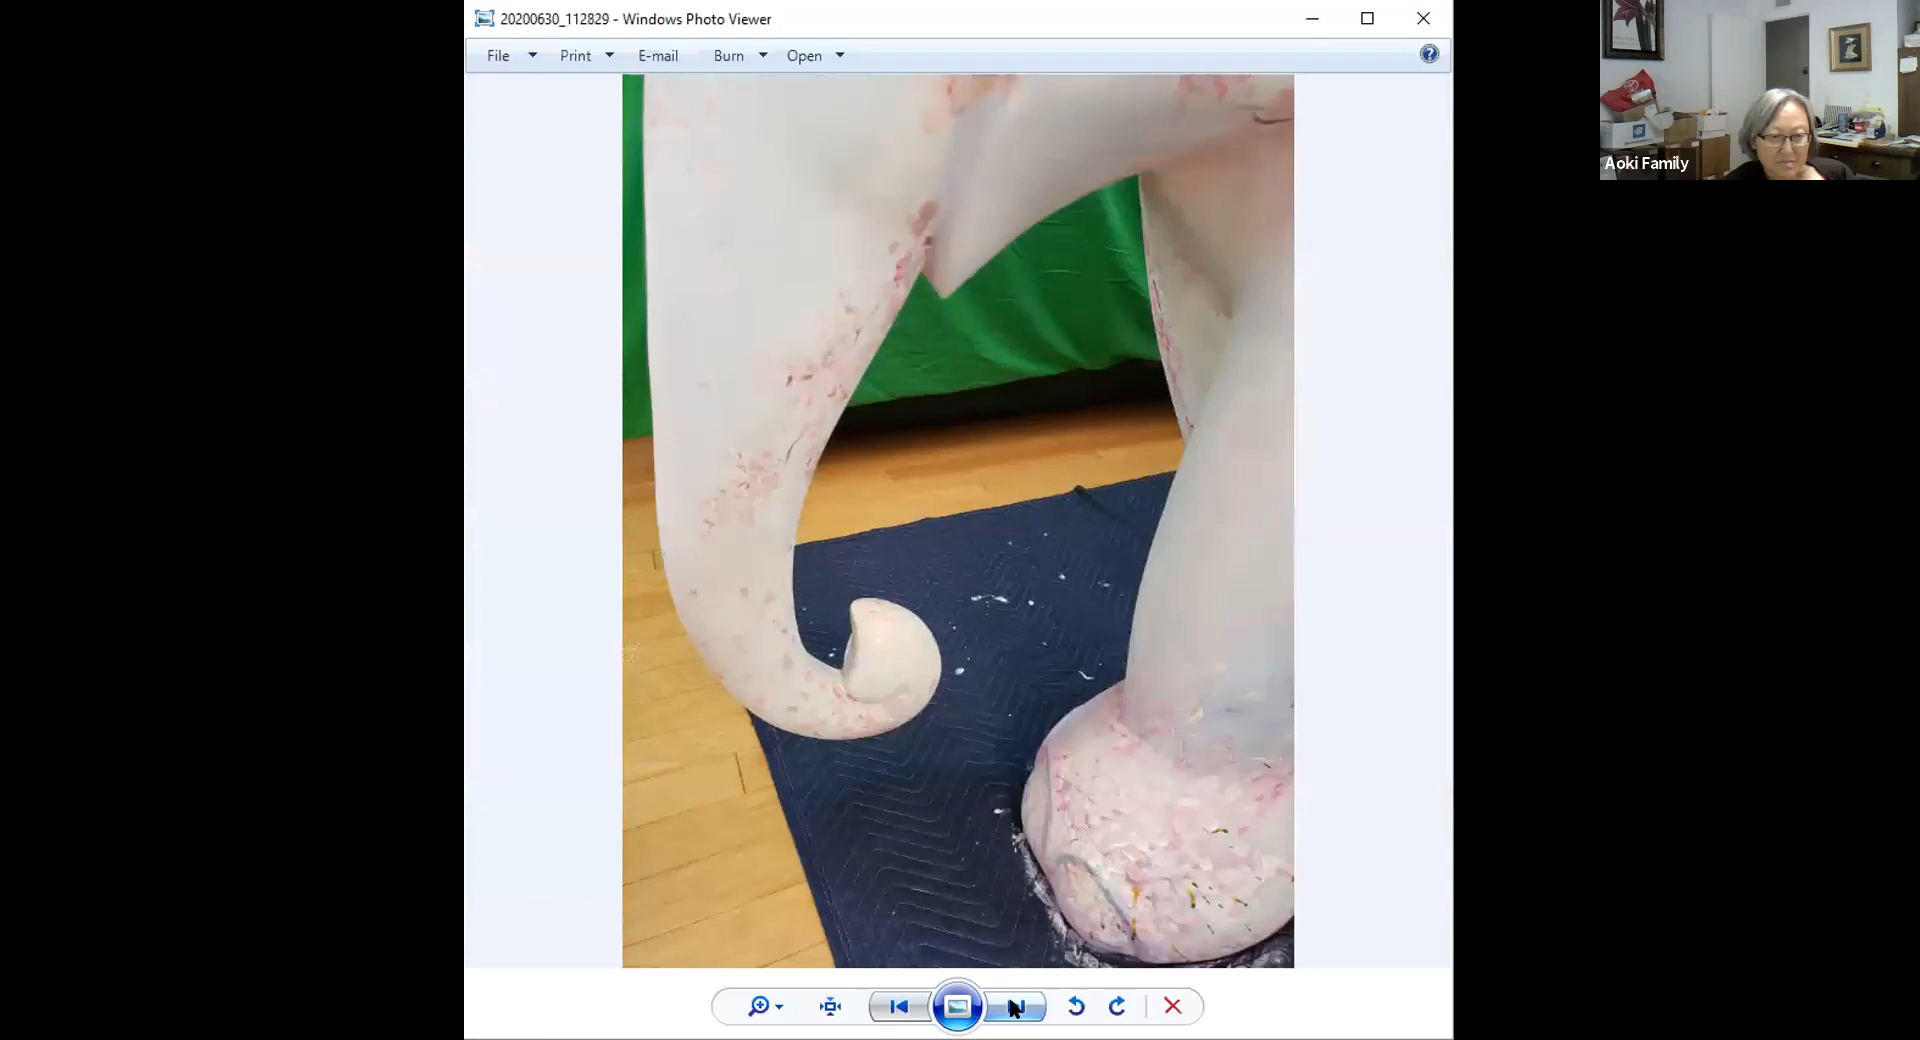 20200630_112829 - Windows Photo Viewer
File Print E-mail Burn Open
Aoki Family